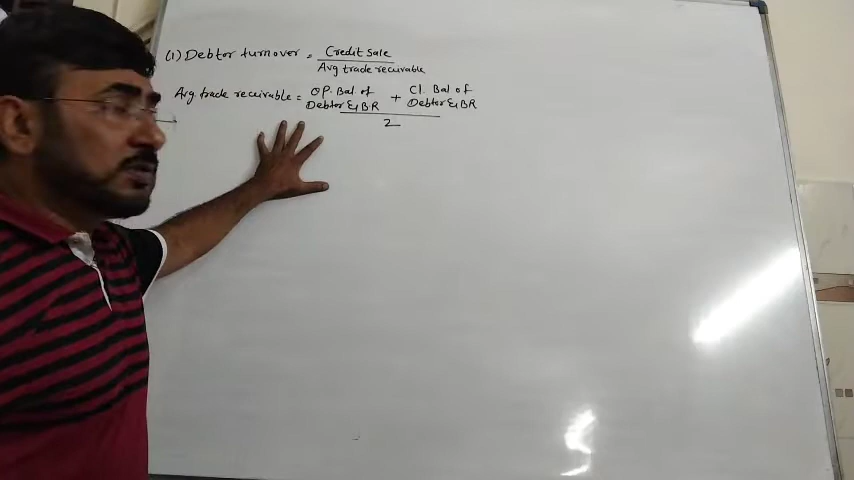 (1) Debtor turnover = Credit sale / Avg trade recivable
Avg trade receivable = OP. Bal of Debtor & BR + Cl. Bal of Debtor & BR / 2